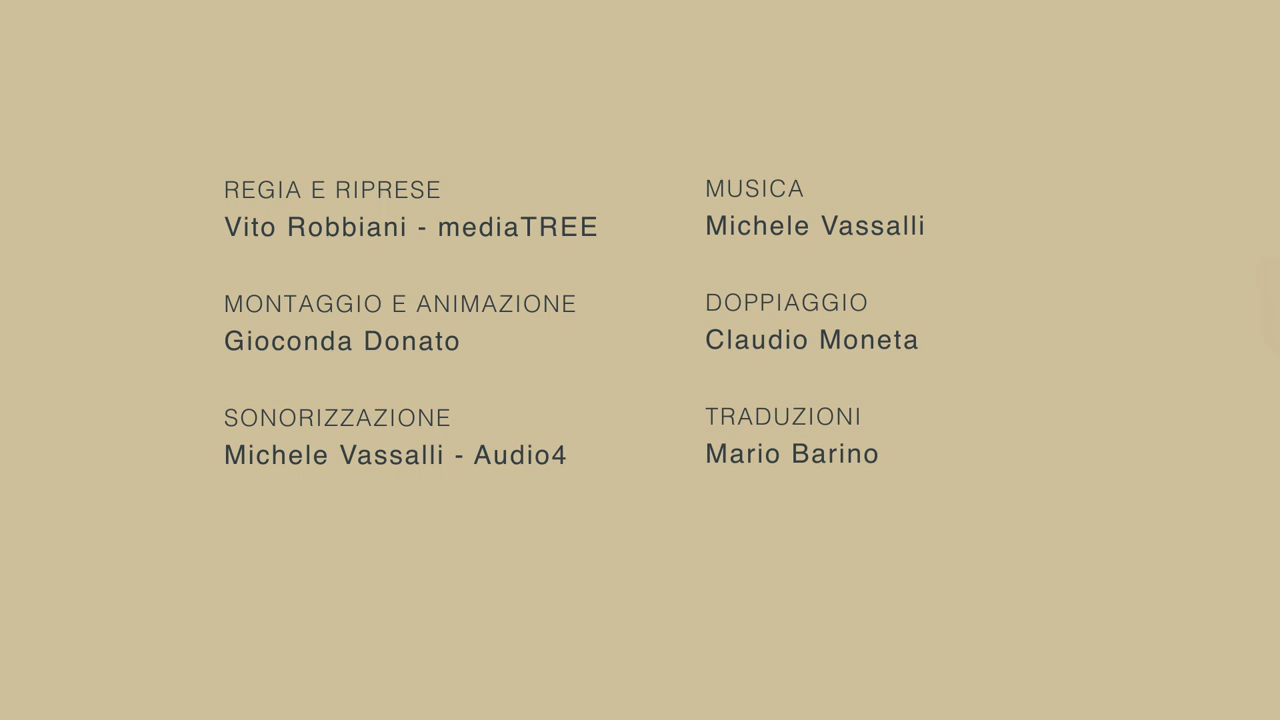 REGIA E RIPRESE
Vito Robbiani - mediaTREE
MONTAGGIO E ANIMAZIONE
Gioconda Donato
SONORIZZAZIONE
Michele Vassalli - Audio4
MUSICA
Michele Vassalli
DOPPIAGGIO
Claudio Moneta
TRADUZIONI
Mario Barino